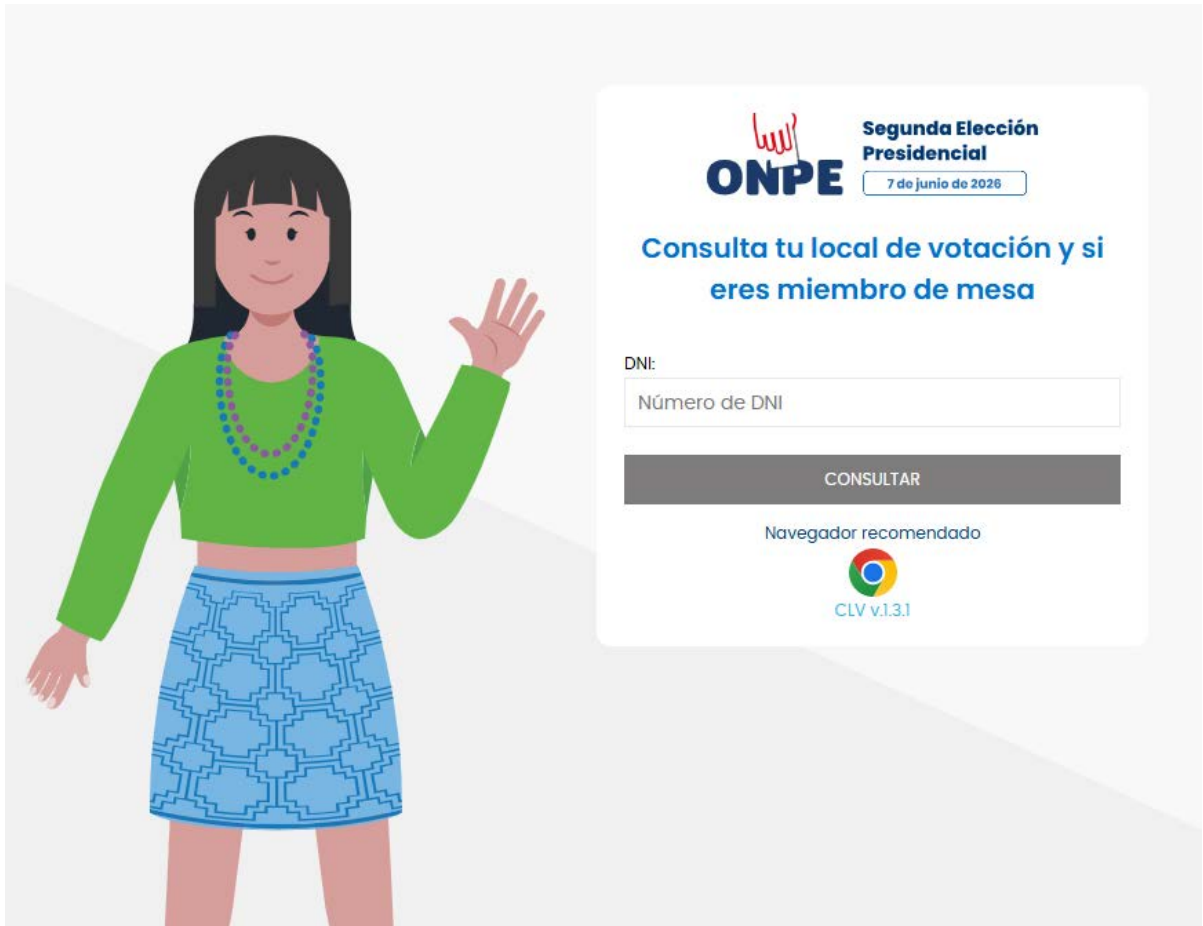 ONPE
Segunda Elección
Presidencial
7 de junio de 2026
Consulta tu local de votación y si
eres miembro de mesa
DNI:
Número de DNI
CONSULTAR
Navegador recomendado
CLV v.1.3.1